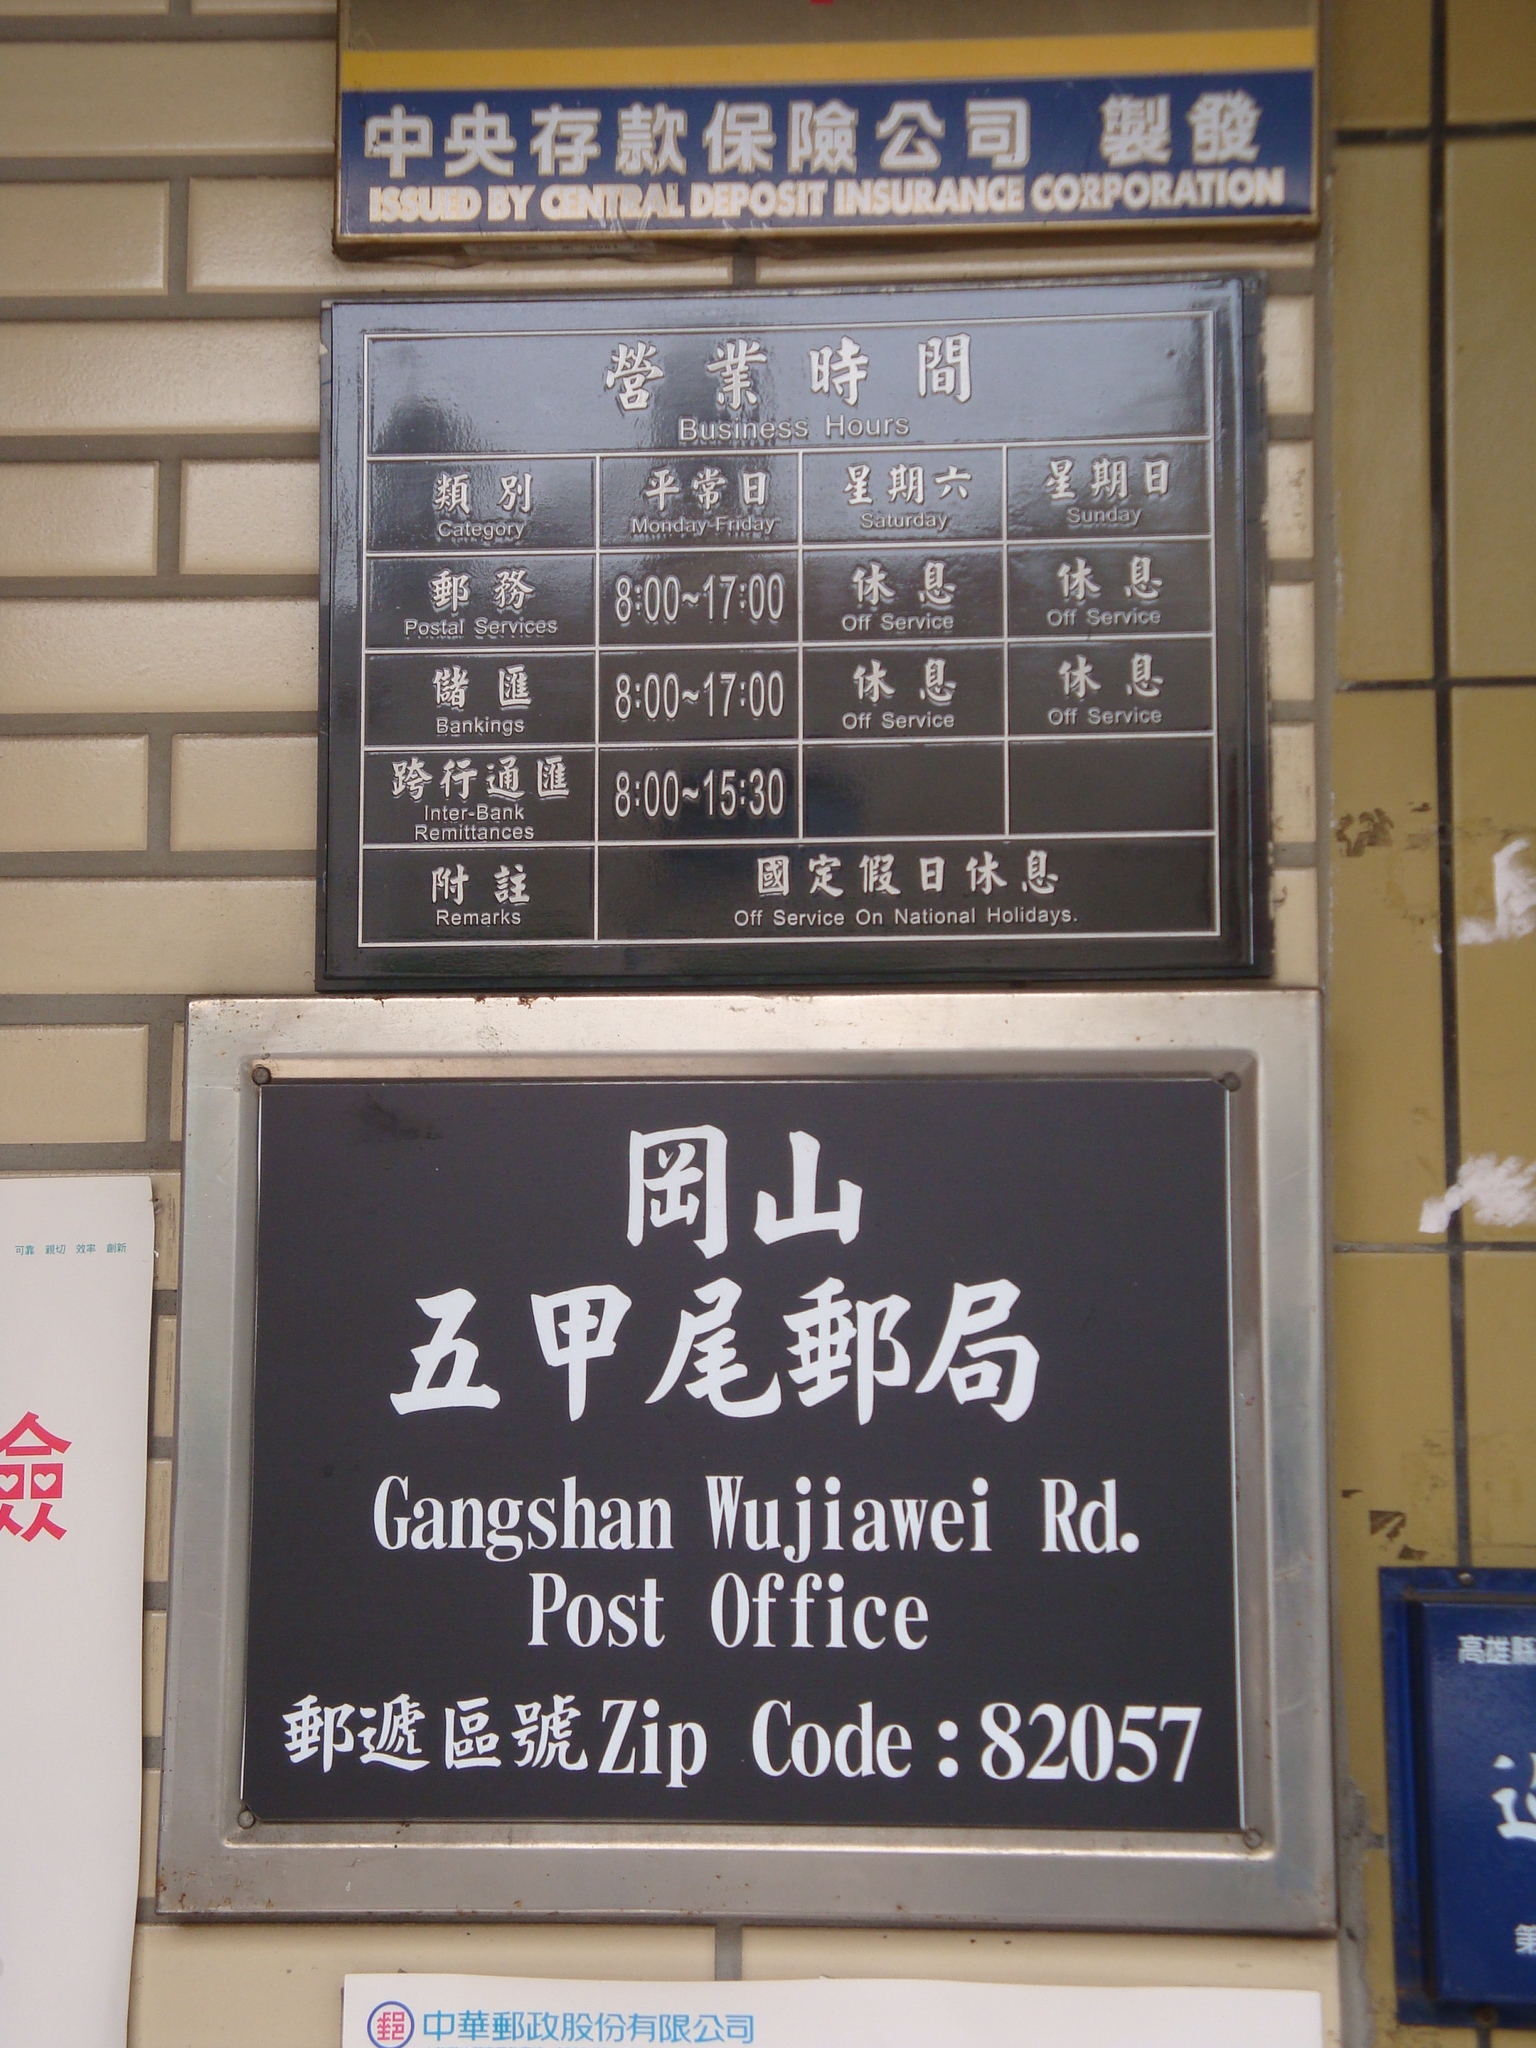 中央存款保險公司 製發
ISSUED BY CENTRAL DEPOSIT INSURANCE CORPORATION
營業時間
Business Hours
類別 平常日 星期六 星期日
Category Monday-Friday Saturday Sunday
郵務 8:00~17:00 休息 休息
Postal Services Off Service Off Service
儲匯 8:00~17:00 休息 休息
Bankings Off Service Off Service
跨行通匯 8:00~15:30
Inter-Bank
Remittances
附註 國定假日休息
Remarks Off Service On National Holidays.
可靠 親切 效率 創新
岡山
五甲尾郵局
Gangshan Wujiawei Rd.
Post Office
郵遞區號 Zip Code:82057
高雄縣
第
中華郵政股份有限公司